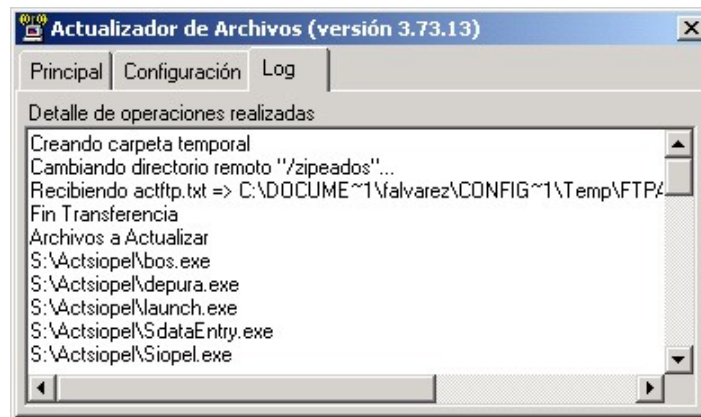 Actualizador de Archivos (versión 3.73.13)
Principal Configuración Log
Detalle de operaciones realizadas
Creando carpeta temporal
Cambiando directorio remoto "/zipeados"...
Recibiendo actftp.txt => C:\DOCUME~1\falvarez\CONFIG~1\Temp\FTPA
Fin Transferencia
Archivos a Actualizar
S:\Actsiopel\bos.exe
S:\Actsiopel\depura.exe
S:\Actsiopel\launch.exe
S:\Actsiopel\SdataEntry.exe
S:\Actsiopel\Siopel.exe